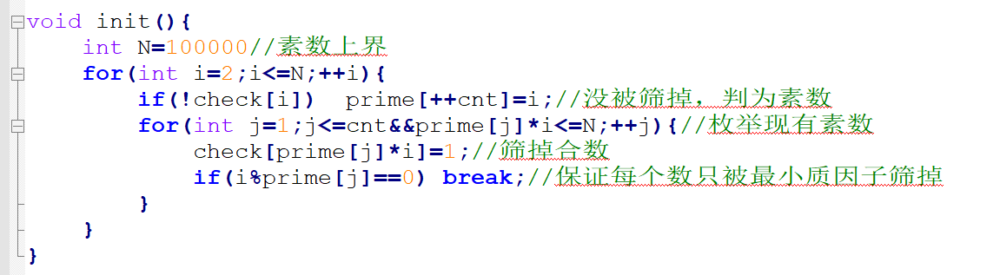 void init(){
    int N=100000//素数上界
    for(int i=2;i<=N;++i){
        if(!check[i])  prime[++cnt]=i;//没被筛掉，判为素数
        for(int j=1;j<=cnt&&prime[j]*i<=N;++j){//枚举现有素数
            check[prime[j]*i]=1;//筛掉合数
            if(i%prime[j]==0) break;//保证每个数只被最小质因子筛掉
        }
    }
}